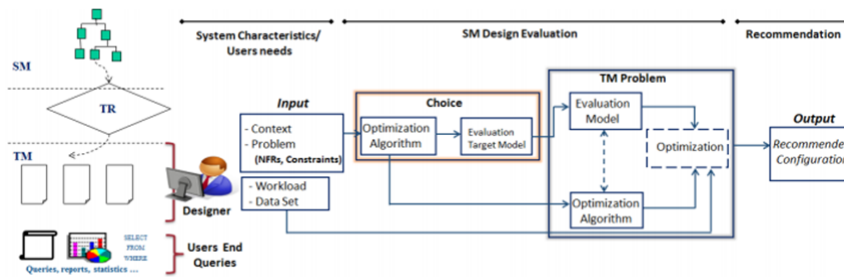 System Characteristics/
Users needs
SM Design Evaluation
Recommendation
SM
TR
TM
Designer
Users End
Queries
SELECT
FROM
WHERE
Queries, reports, statistics ...
Input
- Context
- Problem
(NFRs, Constraints)
- Workload
- Data Set
Choice
Optimization
Algorithm
Evaluation
Target Model
TM Problem
Evaluation
Model
Optimization
Optimization
Algorithm
Output
Recommende
Configuration